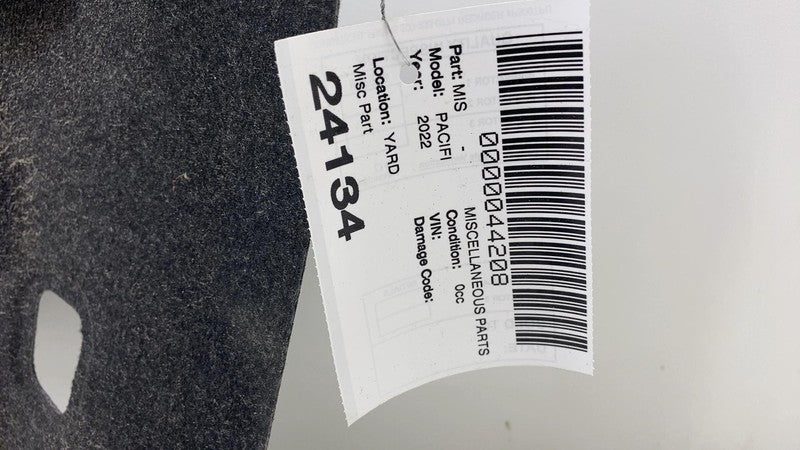 0000044208
Part: MIS - MISCELLANEOUS PARTS
Model: PACIFI Condition: 0cc
Year: 2022 VIN:
Damage Code:
Location: YARD
Misc Part
24134